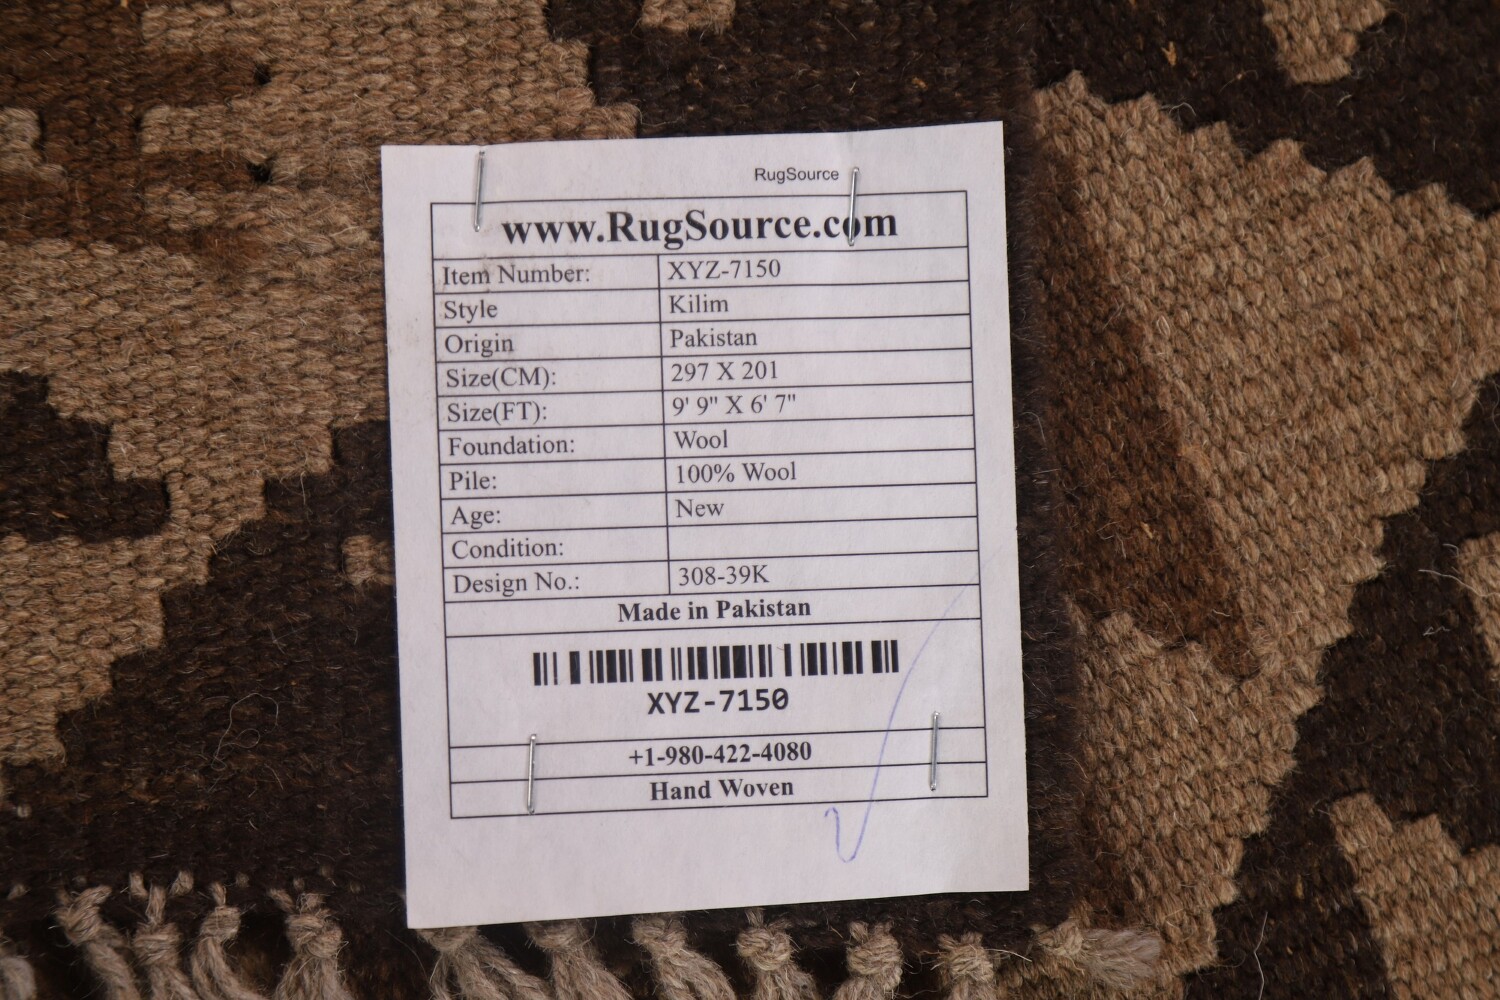 RugSource
www.RugSource.com
Item Number: XYZ-7150
Style Kilim
Origin Pakistan
Size(CM): 297 X 201
Size(FT): 9' 9" X 6' 7"
Foundation: Wool
Pile: 100% Wool
Age: New
Condition:
Design No.: 308-39K
Made in Pakistan
XYZ-7150
+1-980-422-4080
Hand Woven